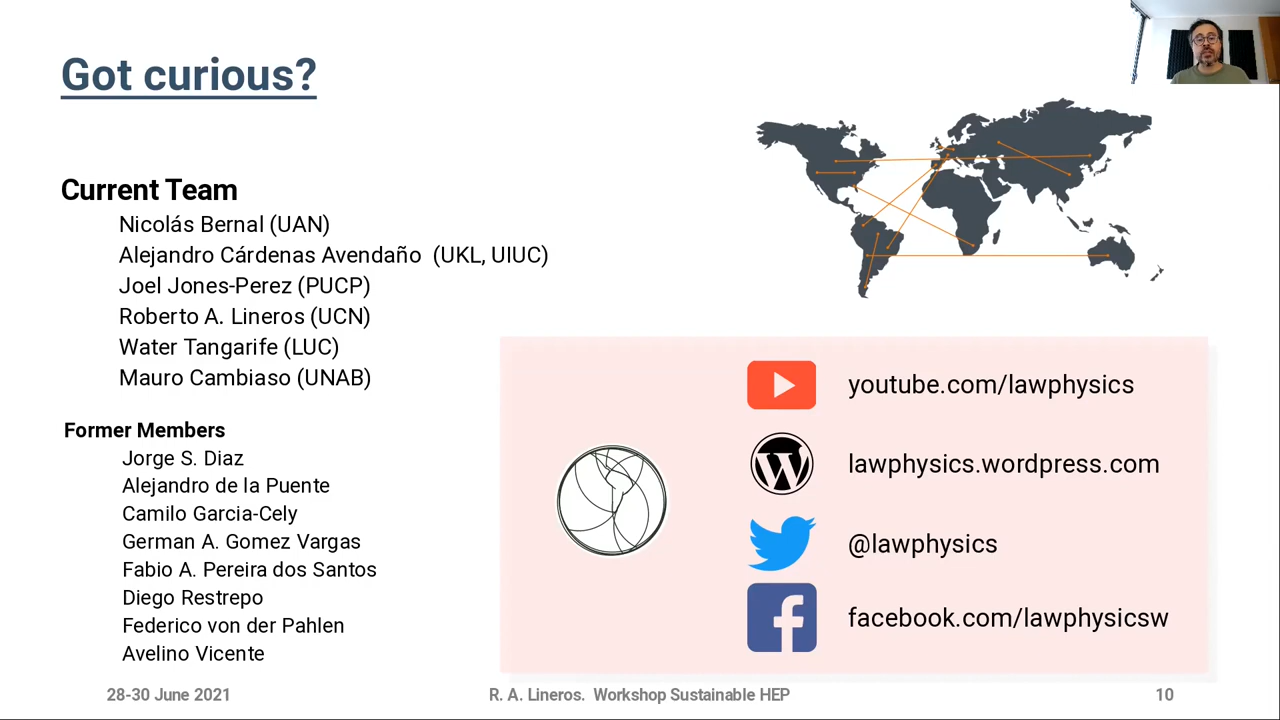 Got curious?
Current Team
Nicolás Bernal (UAN)
Alejandro Cárdenas Avendaño (UKL, UIUC)
Joel Jones-Perez (PUCP)
Roberto A. Lineros (UCN)
Water Tangarife (LUC)
Mauro Cambiaso (UNAB)
Former Members
Jorge S. Diaz
Alejandro de la Puente
Camilo Garcia-Cely
German A. Gomez Vargas
Fabio A. Pereira dos Santos
Diego Restrepo
Federico von der Pahlen
Avelino Vicente
youtube.com/lawphysics
lawphysics.wordpress.com
@lawphysics
facebook.com/lawphysicsw
28-30 June 2021
R. A. Lineros. Workshop Sustainable HEP
10